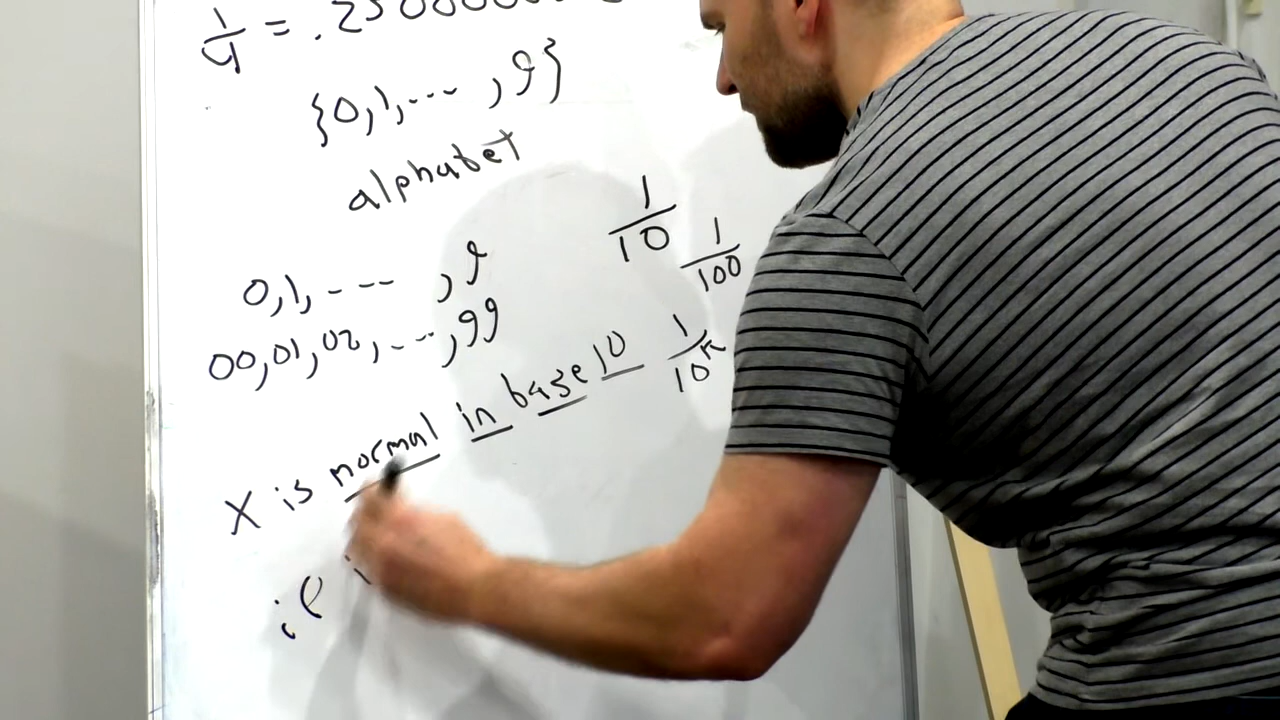 1/4 = .25000000
{0,1,... ,9}
alphabet
1/10
1/100
0,1,--- ,9
00,01,02,...,99
1/10^k
X is normal in base 10
if i